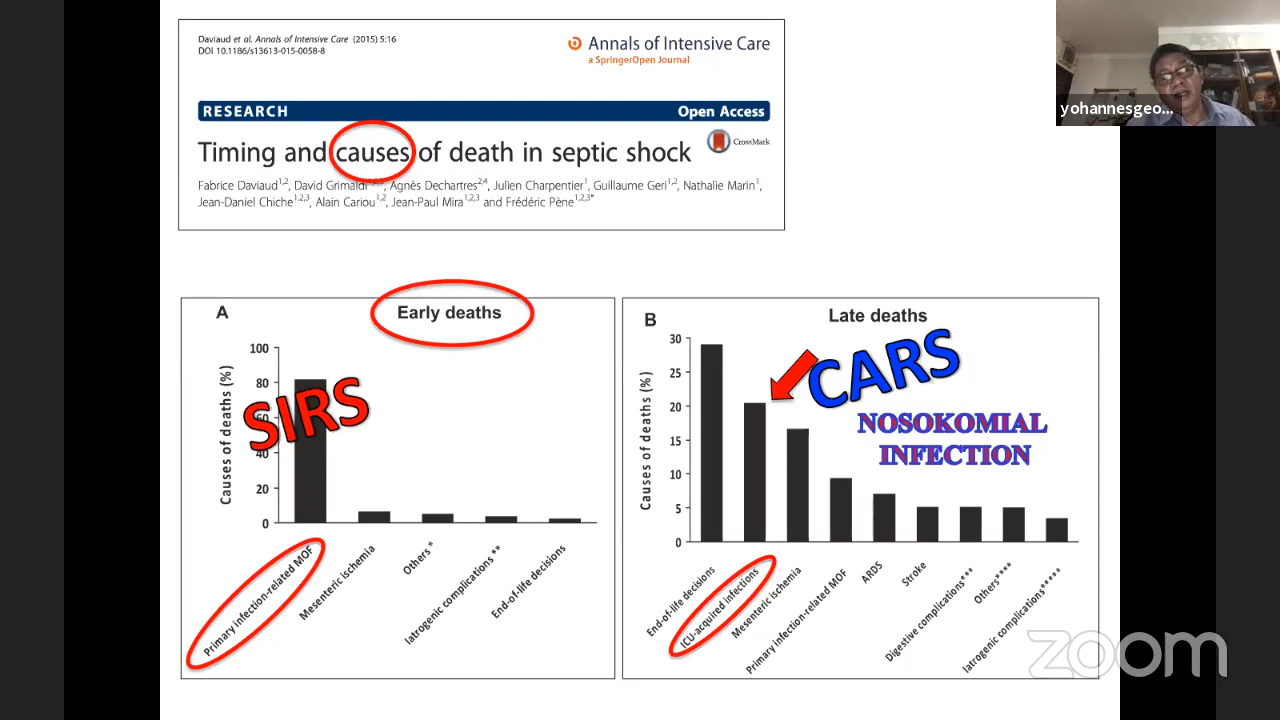 Daviaud et al. Annals of Intensive Care (2015) 5:16
DOI 10.1186/s13613-015-0058-8
Annals of Intensive Care
a SpringerOpen Journal
RESEARCH
Open Access
Timing and causes of death in septic shock
CrossMark
Fabrice Daviaud1,2, David Grimaldi, Agnès Dechartres2,4, Julien Charpentier1, Guillaume Geri1,2, Nathalie Marin1,
Jean-Daniel Chiche1,2,3, Alain Cariou1,2, Jean-Paul Mira1,2,3 and Frédéric Pène1,2,3*
yohannesgeo...
A
Early deaths
Causes of deaths (%)
100
80
60
40
20
0
SIRS
Primary infection-related MOF
Mesenteric ischemia
Others *
Iatrogenic complications **
End-of-life decisions
B
Late deaths
Causes of deaths (%)
30
25
20
15
10
5
0
CARS
NOSOKOMIAL
INFECTION
End-of-life decisions
ICU-acquired infections
Mesenteric ischemia
Primary Infection-related MOF
ARDS
Stroke
Digestive complications***
Others****
Iatrogenic complications*****
zoom